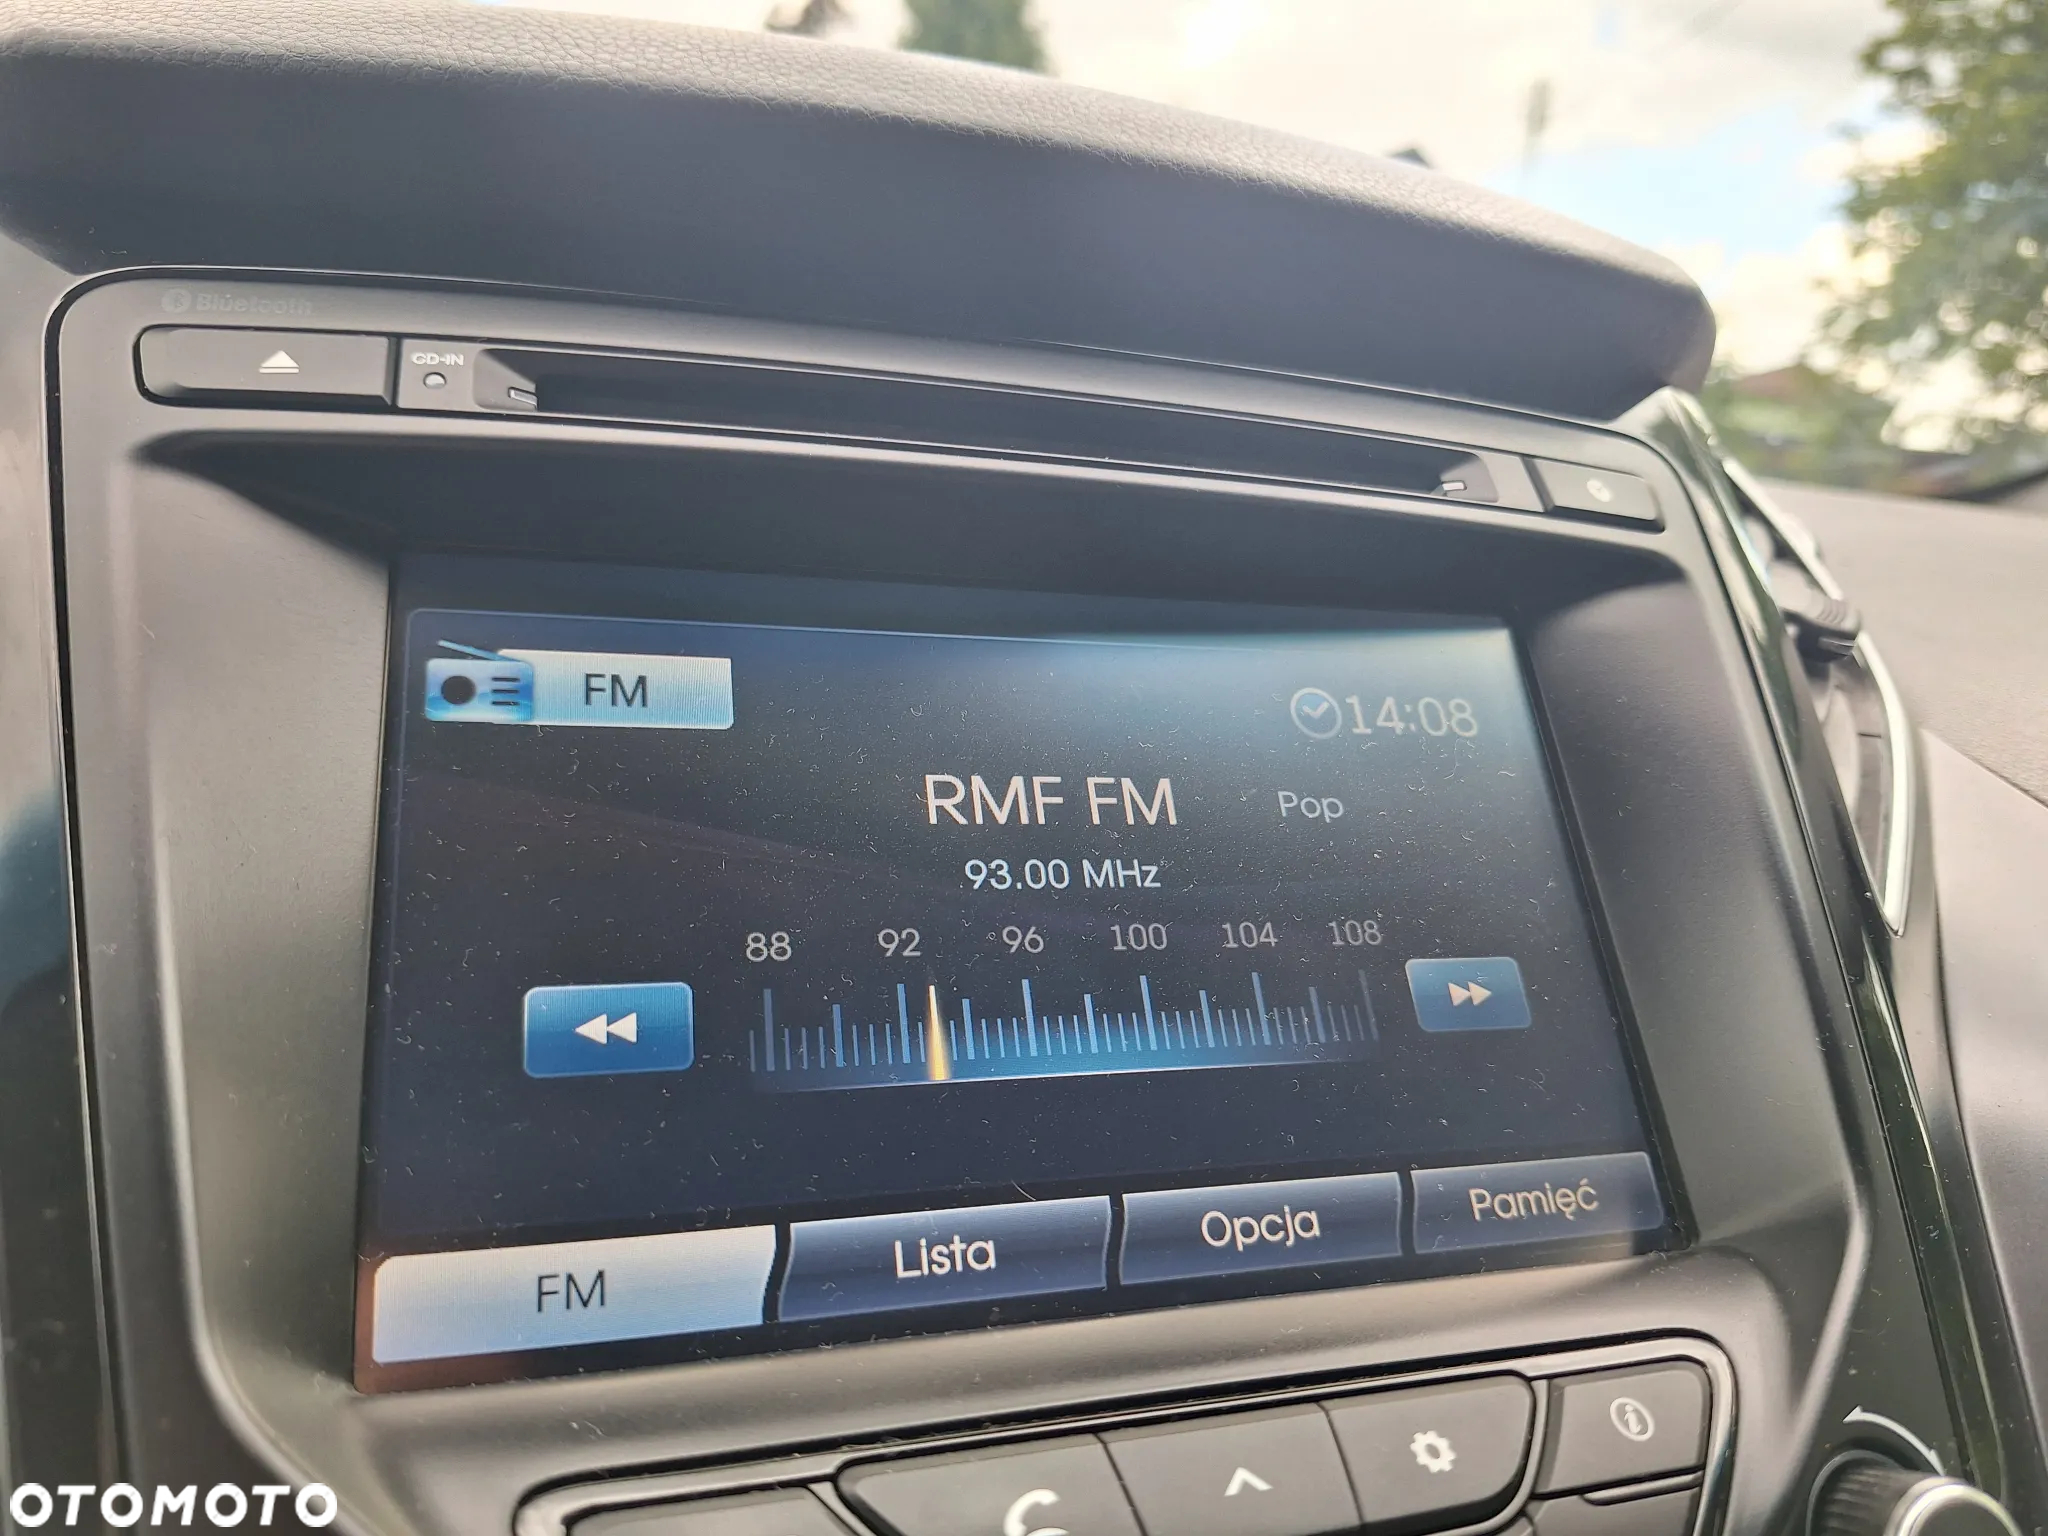 Bluetooth
CD-IN
FM
14:08
RMF FM Pop
93.00 MHz
88 92 96 100 104 108
FM Lista Opcja Pamięć
OTOMOTO